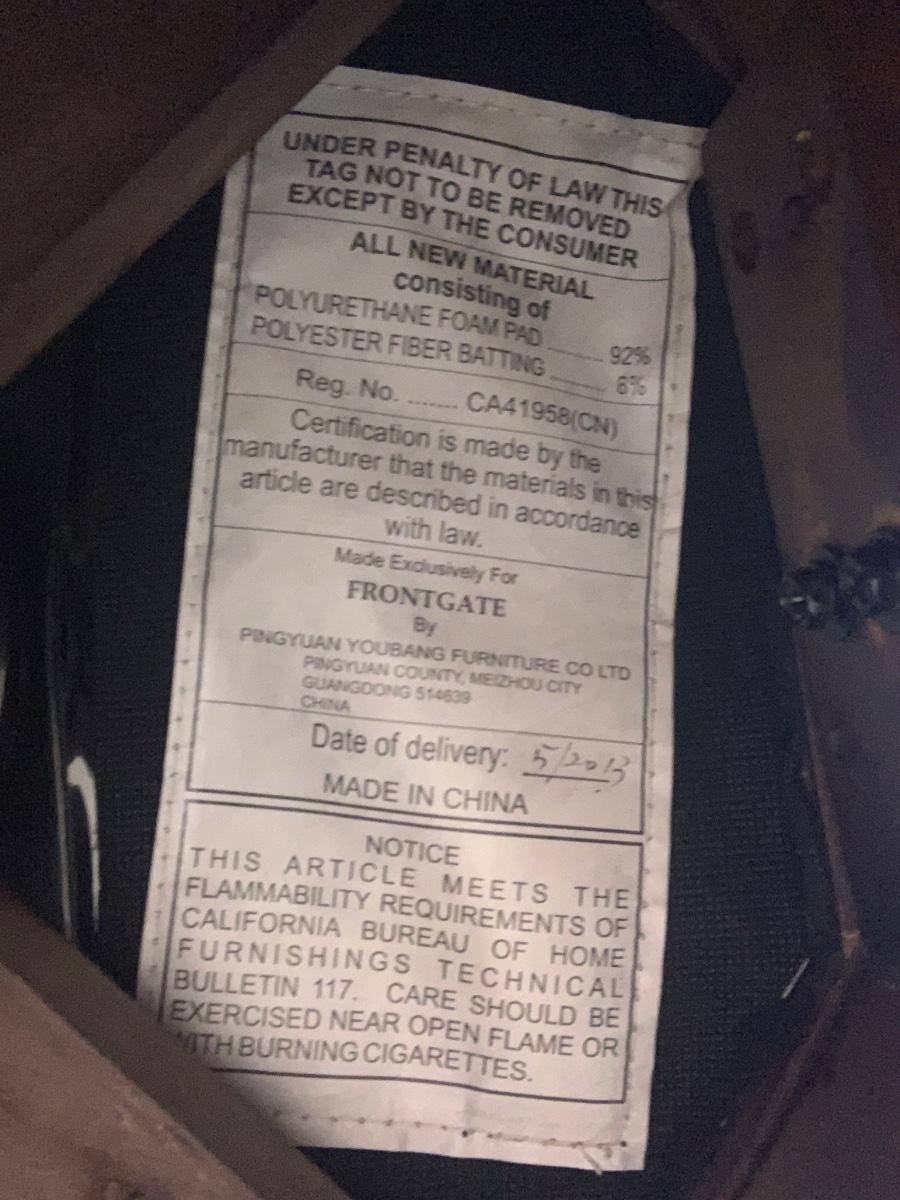 UNDER PENALTY OF LAW THIS
TAG NOT TO BE REMOVED
EXCEPT BY THE CONSUMER
ALL NEW MATERIAL
consisting of
POLYURETHANE FOAM PAD ........ 92%
POLYESTER FIBER BATTING ........ 8%
Reg. No. ....... CA41958(CN)
Certification is made by the
manufacturer that the materials in this
article are described in accordance
with law.
Made Exclusively For
FRONTGATE
By
PINGYUAN YOUBANG FURNITURE CO LTD
PINGYUAN COUNTY, MEIZHOU CITY
GUANGDONG 514639
CHINA
Date of delivery: 5/2013
MADE IN CHINA
NOTICE
THIS ARTICLE MEETS THE
FLAMMABILITY REQUIREMENTS OF
CALIFORNIA BUREAU OF HOME
FURNISHINGS TECHNICAL
BULLETIN 117. CARE SHOULD BE
EXERCISED NEAR OPEN FLAME OR
WITH BURNING CIGARETTES.